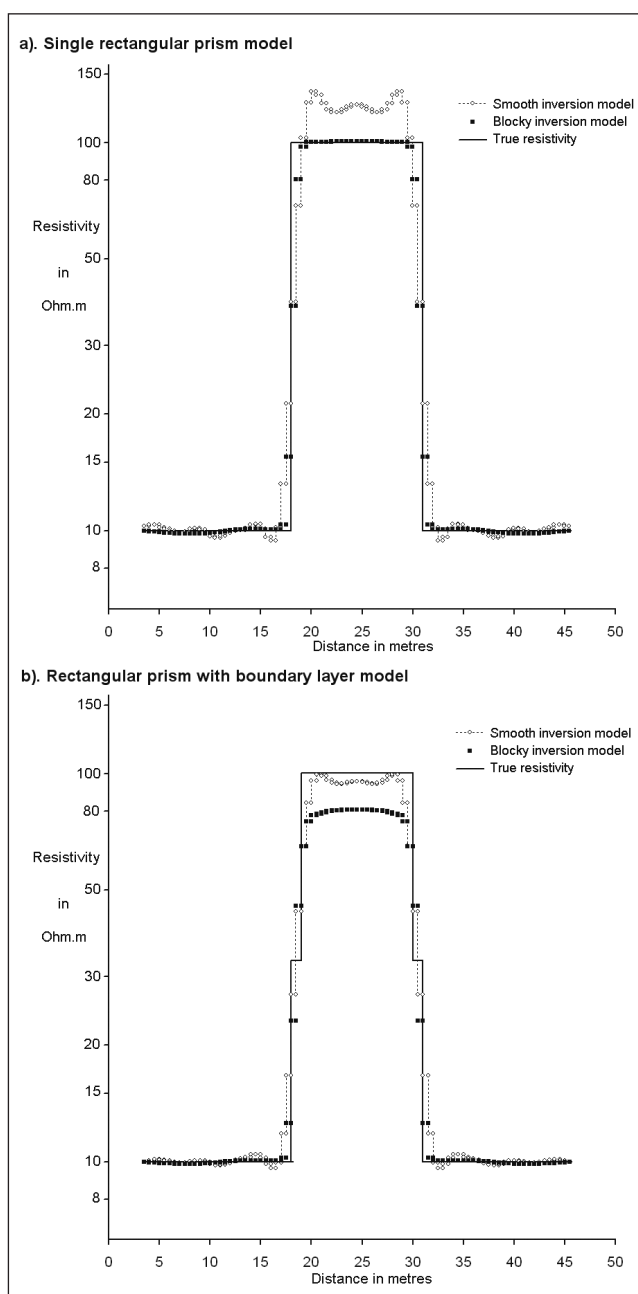 a). Single rectangular prism model
150
100
80
50
30
20
15
10
8
Resistivity
in
Ohm.m
Smooth inversion model
Blocky inversion model
True resistivity
0 5 10 15 20 25 30 35 40 45 50
Distance in metres
b). Rectangular prism with boundary layer model
150
100
80
50
30
20
15
10
8
Resistivity
in
Ohm.m
Smooth inversion model
Blocky inversion model
True resistivity
0 5 10 15 20 25 30 35 40 45 50
Distance in metres